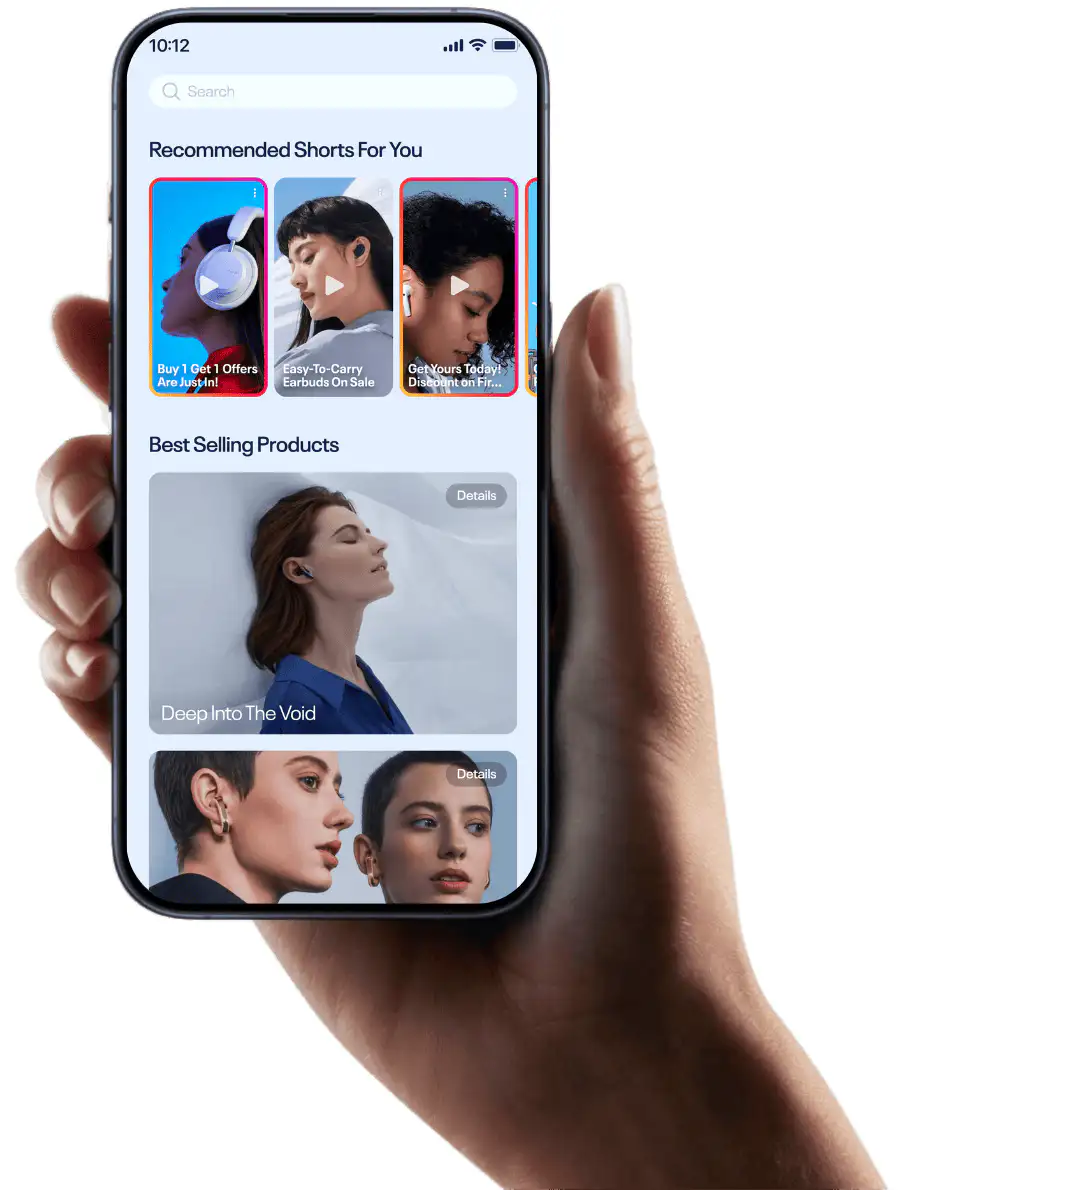 10:12
Search
Recommended Shorts For You
Buy 1 Get 1 Offers
Are Just In!
Easy-To-Carry
Earbuds On Sale
Get Yours Today!
Discount on Fir...
Best Selling Products
Details
Deep Into The Void
Details